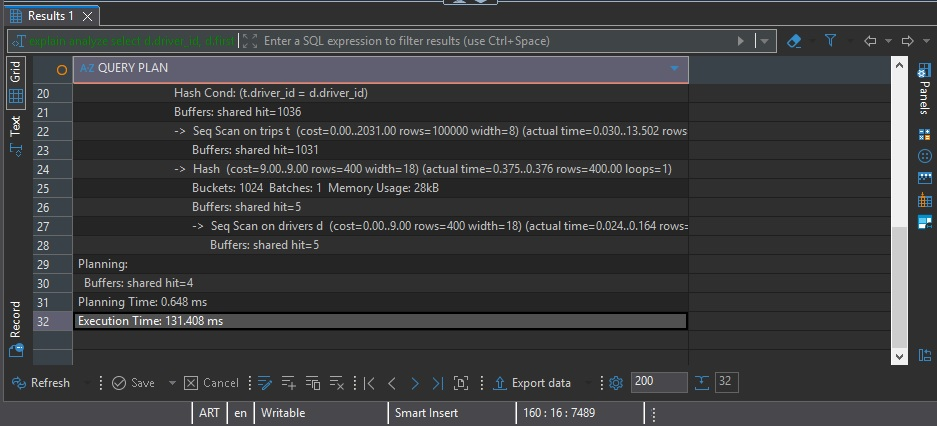 Results 1
explain analyze select d.driver_id, d.first
Enter a SQL expression to filter results (use Ctrl+Space)
Grid
Text
Record
Panels
A-Z QUERY PLAN
20 Hash Cond: (t.driver_id = d.driver_id)
21 Buffers: shared hit=1036
22 -> Seq Scan on trips t (cost=0.00..2031.00 rows=100000 width=8) (actual time=0.030..13.502 rows
23 Buffers: shared hit=1031
24 -> Hash (cost=9.00..9.00 rows=400 width=18) (actual time=0.375..0.376 rows=400.00 loops=1)
25 Buckets: 1024 Batches: 1 Memory Usage: 28kB
26 Buffers: shared hit=5
27 -> Seq Scan on drivers d (cost=0.00..9.00 rows=400 width=18) (actual time=0.024..0.164 rows=
28 Buffers: shared hit=5
29 Planning:
30 Buffers: shared hit=4
31 Planning Time: 0.648 ms
32 Execution Time: 131.408 ms
Refresh Save Cancel Export data 200 32
ART en Writable Smart Insert 160 : 16 : 7489